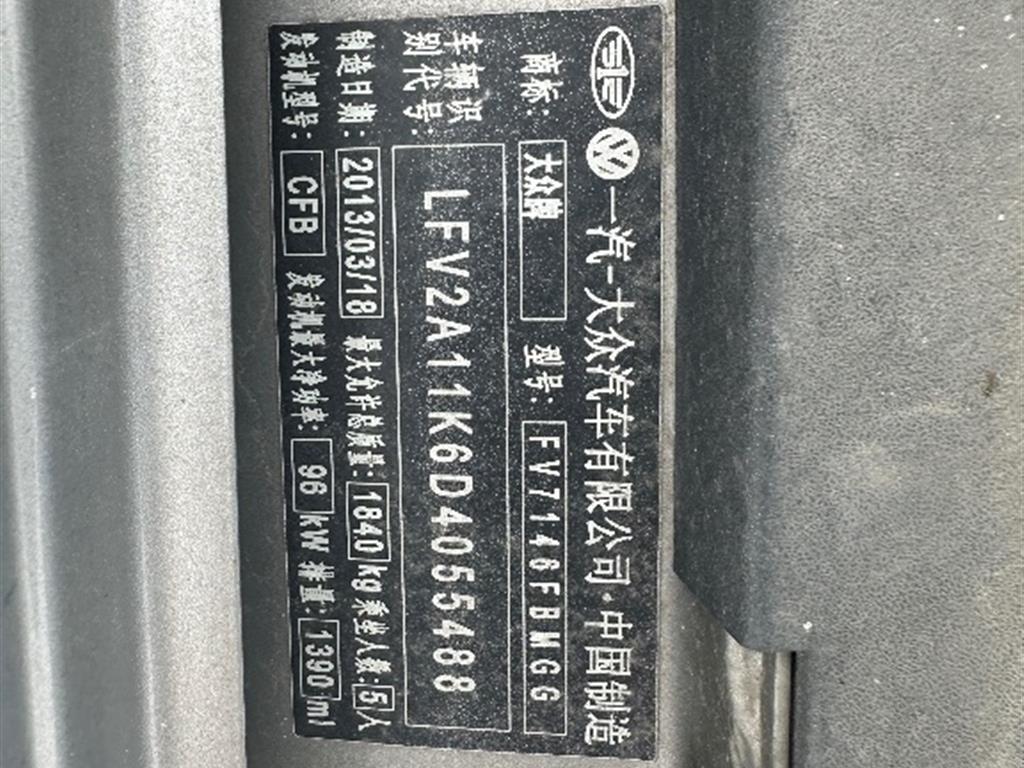 一汽-大众汽车有限公司·中国制造
商标: 大众牌 型号: FV7146FBMGG
车辆识别代号: LFV2A11K6D4055488
制造日期: 2013/03/18 最大允许总质量: 1840 kg 乘坐人数: 5 人
发动机型号: CFB 发动机最大净功率: 96 kW 排量: 1390 ml